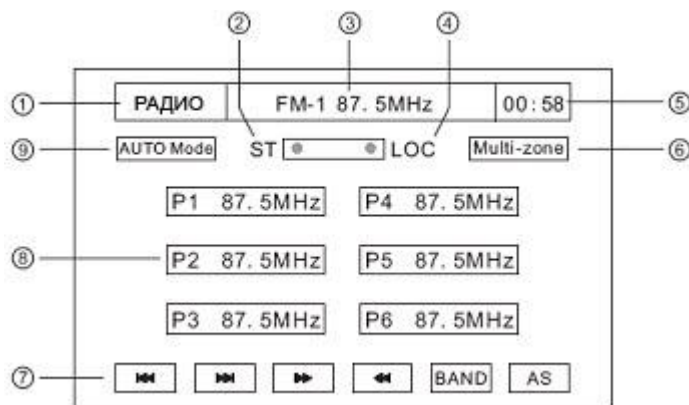 ② ③ ④
① РАДИО FM-1 87.5MHz 00:58 ⑤
⑨ AUTO Mode ST LOC Multi-zone ⑥
P1 87.5MHz P4 87.5MHz
⑧ P2 87.5MHz P5 87.5MHz
P3 87.5MHz P6 87.5MHz
⑦ BAND AS